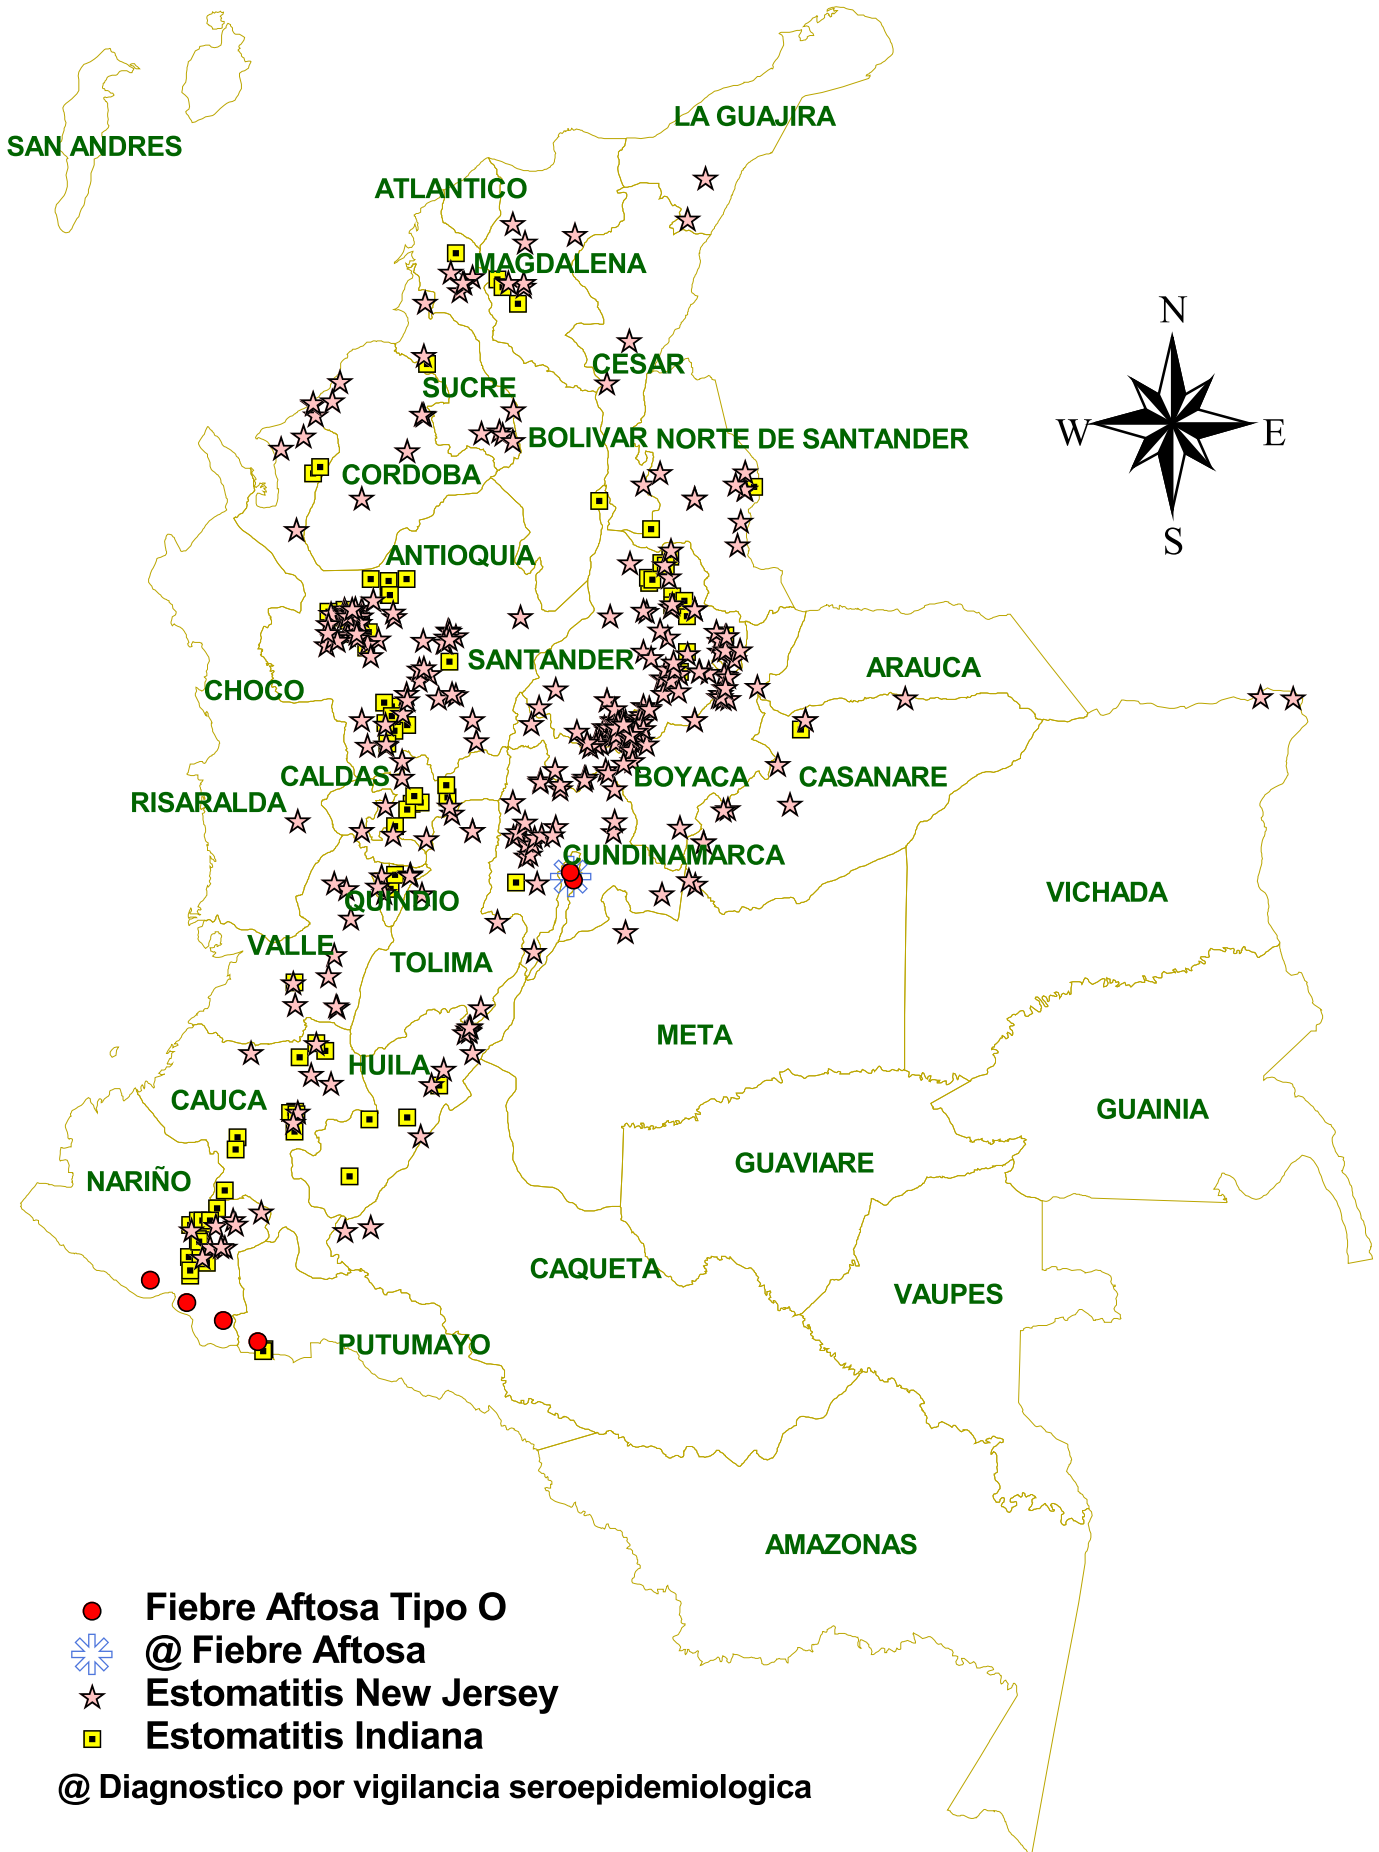 LA GUAJIRA
SAN ANDRES
ATLANTICO
MAGDALENA
N
CESAR
SUCRE
W
E
BOLIVAR
NORTE DE SANTANDER
CORDOBA
S
ANTIOQUIA
SANTANDER
ARAUCA
CHOCO
CALDAS
BOYACA
CASANARE
RISARALDA
CUNDINAMARCA
VICHADA
QUINDIO
VALLE
TOLIMA
META
HUILA
CAUCA
GUAINIA
GUAVIARE
NARIÑO
CAQUETA
VAUPES
PUTUMAYO
AMAZONAS
Fiebre Aftosa Tipo O
@ Fiebre Aftosa
Estomatitis New Jersey
Estomatitis Indiana
@ Diagnostico por vigilancia seroepidemiologica